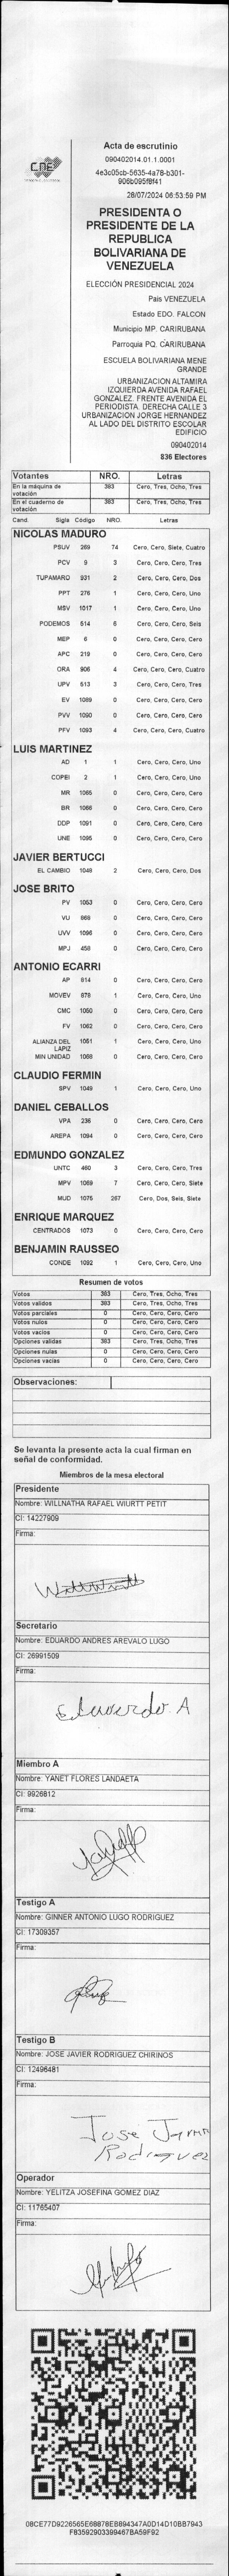 CNE
Acta de escrutinio
090402014.01.1.0001
4e3c05cb-5635-4a78-b301-
906b095f8f41
28/07/2024 06:53:59 PM
PRESIDENTA O
PRESIDENTE DE LA
REPUBLICA
BOLIVARIANA DE
VENEZUELA
ELECCIÓN PRESIDENCIAL 2024
Pais VENEZUELA
Estado EDO. FALCON
Municipio MP. CARIRUBANA
Parroquia PQ. CARIRUBANA
ESCUELA BOLIVARIANA MENE
GRANDE
URBANIZACIÓN ALTAMIRA
IZQUIERDA AVENIDA RAFAEL
GONZALEZ. FRENTE AVENIDA EL
PERIODISTA DERECHA CALLE 3
URBANIZACION JORGE HERNANDEZ
AL LADO DEL DISTRITO ESCOLAR
EDIFICIO
090402014
836 Electores
Votantes NRO. Letras
En la máquina de votación 383 Cero, Tres, Ocho, Tres
En el cuaderno de votación 383 Cero, Tres, Ocho, Tres
Cand. Sigla Código NRO. Letras
NICOLAS MADURO
PSUV 269 74 Cero, Cero, Siete, Cuatro
PCV 9 3 Cero, Cero, Cero, Tres
TUPAMARO 931 2 Cero, Cero, Cero, Dos
PPT 276 1 Cero, Cero, Cero, Uno
MSV 1017 1 Cero, Cero, Cero, Uno
PODEMOS 514 6 Cero, Cero, Cero, Seis
MEP 6 0 Cero, Cero, Cero, Cero
APC 219 0 Cero, Cero, Cero, Cero
ORA 906 4 Cero, Cero, Cero, Cuatro
UPV 513 3 Cero, Cero, Cero, Tres
EV 1089 0 Cero, Cero, Cero, Cero
PVV 1090 0 Cero, Cero, Cero, Cero
PFV 1093 4 Cero, Cero, Cero, Cuatro
LUIS MARTINEZ
AD 1 1 Cero, Cero, Cero, Uno
COPEI 2 1 Cero, Cero, Cero, Uno
MR 1065 0 Cero, Cero, Cero, Cero
BR 1066 0 Cero, Cero, Cero, Cero
DDP 1091 0 Cero, Cero, Cero, Cero
UNE 1095 0 Cero, Cero, Cero, Cero
JAVIER BERTUCCI
EL CAMBIO 1048 2 Cero, Cero, Cero, Dos
JOSE BRITO
PV 1053 0 Cero, Cero, Cero, Cero
VU 868 0 Cero, Cero, Cero, Cero
UVV 1096 0 Cero, Cero, Cero, Cero
MPJ 458 0 Cero, Cero, Cero, Cero
ANTONIO ECARRI
AP 814 0 Cero, Cero, Cero, Cero
MOVEV 878 1 Cero, Cero, Cero, Uno
CMC 1050 0 Cero, Cero, Cero, Cero
FV 1062 0 Cero, Cero, Cero, Cero
ALIANZA DEL LAPIZ 1051 1 Cero, Cero, Cero, Uno
MIN UNIDAD 1068 0 Cero, Cero, Cero, Cero
CLAUDIO FERMIN
SPV 1049 1 Cero, Cero, Cero, Uno
DANIEL CEBALLOS
VPA 236 0 Cero, Cero, Cero, Cero
AREPA 1094 0 Cero, Cero, Cero, Cero
EDMUNDO GONZALEZ
UNTC 460 3 Cero, Cero, Cero, Tres
MPV 1069 7 Cero, Cero, Cero, Siete
MUD 1075 267 Cero, Dos, Seis, Siete
ENRIQUE MARQUEZ
CENTRADOS 1073 0 Cero, Cero, Cero, Cero
BENJAMIN RAUSSEO
CONDE 1092 1 Cero, Cero, Cero, Uno
Resumen de votos
Votos 383 Cero, Tres, Ocho, Tres
Votos validos 383 Cero, Tres, Ocho, Tres
Votos parciales 0 Cero, Cero, Cero, Cero
Votos nulos 0 Cero, Cero, Cero, Cero
Votos vacios 0 Cero, Cero, Cero, Cero
Opciones validas 383 Cero, Tres, Ocho, Tres
Opciones nulas 0 Cero, Cero, Cero, Cero
Opciones vacias 0 Cero, Cero, Cero, Cero
Observaciones:
Se levanta la presente acta la cual firman en
señal de conformidad.
Miembros de la mesa electoral
Presidente
Nombre: WILLNATHA RAFAEL WIURTT PETIT
CI: 14227909
Firma:
Secretario
Nombre: EDUARDO ANDRES AREVALO LUGO
CI: 26991509
Firma:
Eduardo. A
Miembro A
Nombre: YANET FLORES LANDAETA
CI: 9926812
Firma:
Testigo A
Nombre: GINNER ANTONIO LUGO RODRIGUEZ
CI: 17309357
Firma:
Testigo B
Nombre: JOSE JAVIER RODRIGUEZ CHIRINOS
CI: 12496481
Firma:
Jose Javier
Rodriguez
Operador
Nombre: YELITZA JOSEFINA GOMEZ DIAZ
CI: 11765407
Firma:
08CE77D9226565E68878EB894347A0D14D10BB7943
F83592903399467BA59F92